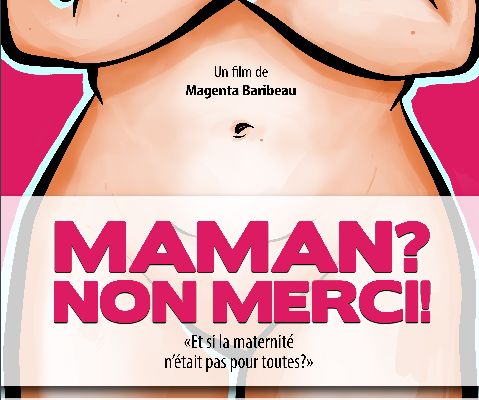 Un film de
Magenta Baribeau
MAMAN?
NON MERCI!
«Et si la maternité
n'était pas pour toutes?»